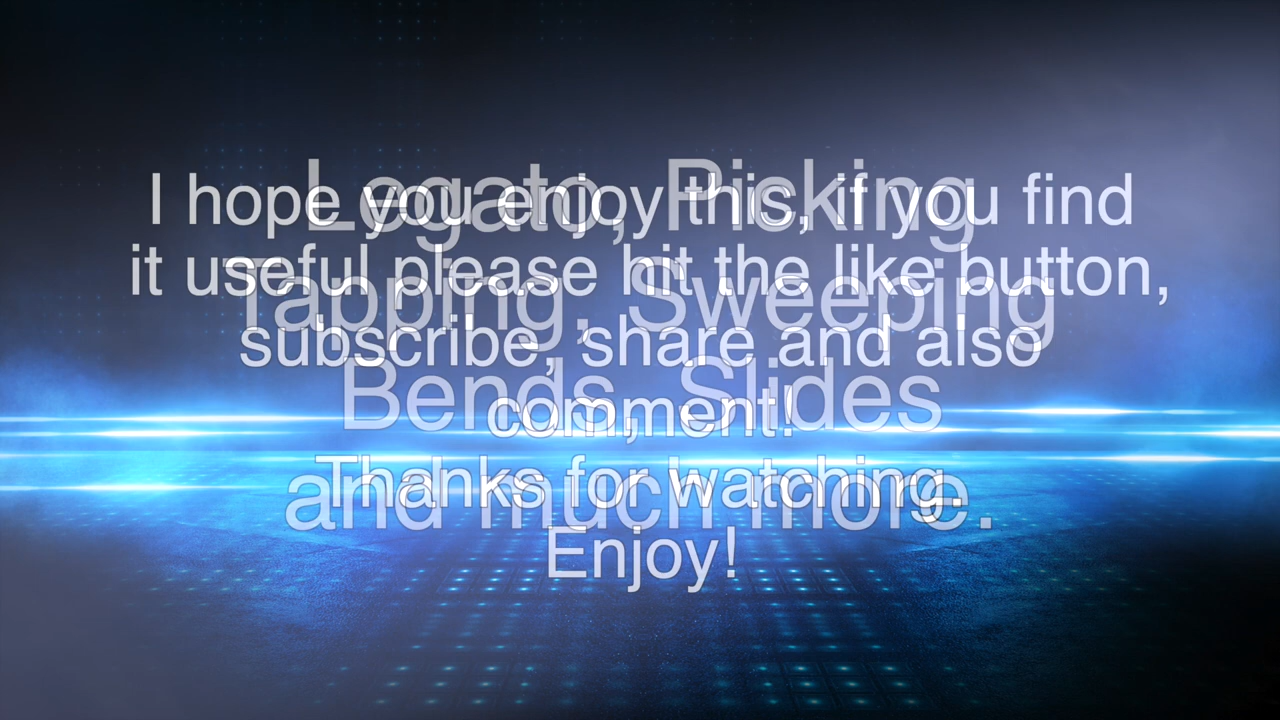 Legato, Picking
Tapping, Sweeping
Bends, Slides
and much more.
I hope you enjoy this, if you find
it useful please hit the like button,
subscribe, share and also
comment!
Thanks for watching.
Enjoy!